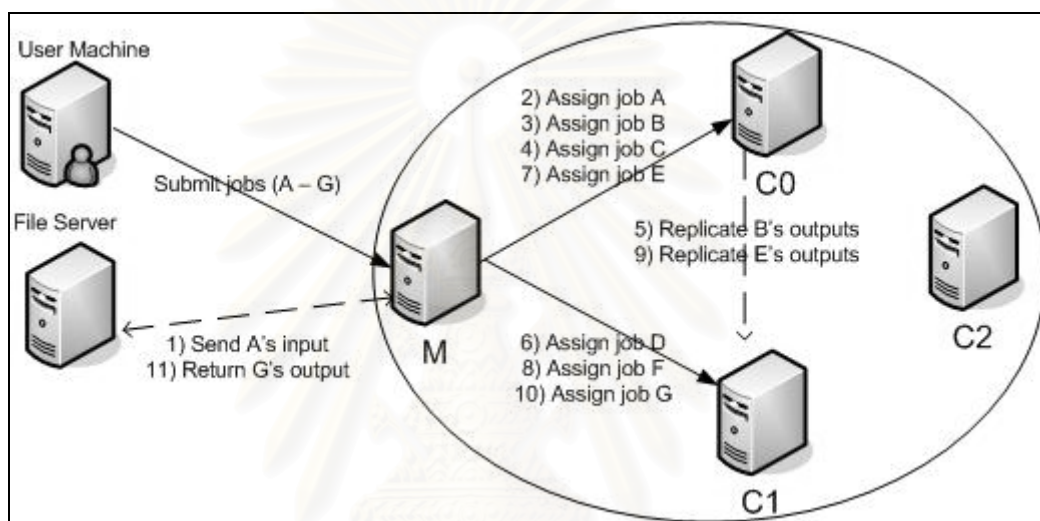 User Machine
Submit jobs (A – G)
File Server
1) Send A's input
11) Return G's output
M
2) Assign job A
3) Assign job B
4) Assign job C
7) Assign job E
C0
5) Replicate B's outputs
9) Replicate E's outputs
C2
6) Assign job D
8) Assign job F
10) Assign job G
C1